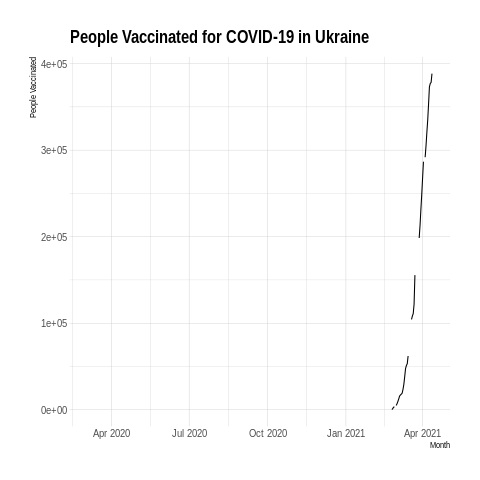 People Vaccinated for COVID-19 in Ukraine
People Vaccinated
4e+05
3e+05
2e+05
1e+05
0e+00
Apr 2020 Jul 2020 Oct 2020 Jan 2021 Apr 2021
Month